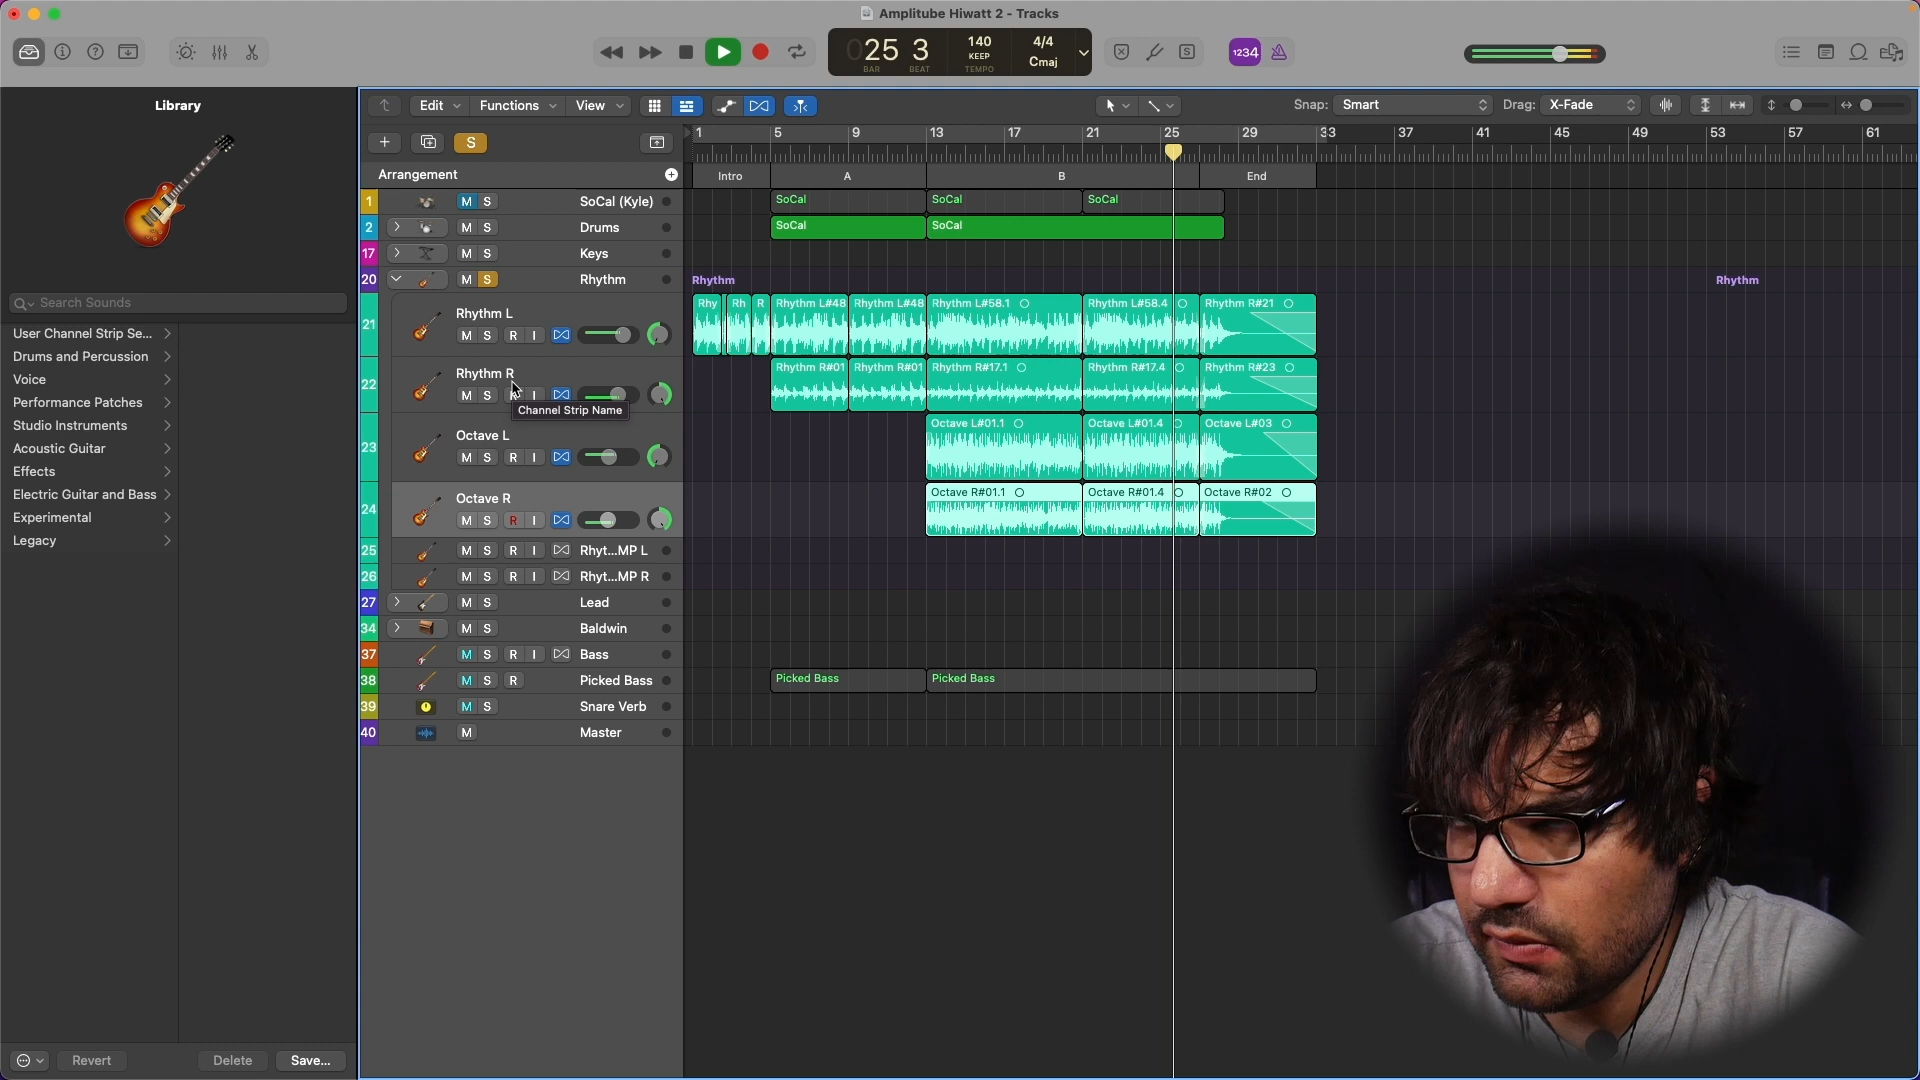 Amplitube Hiwatt 2 - Tracks
025 3
BAR BEAT
140
KEEP
TEMPO
4/4
Cmaj
S
1234
Library
Search Sounds
User Channel Strip Se...
Drums and Percussion
Voice
Performance Patches
Studio Instruments
Acoustic Guitar
Effects
Electric Guitar and Bass
Experimental
Legacy
Revert
Delete
Save...
Edit
Functions
View
Snap: Smart
Drag: X-Fade
S
1 5 9 13 17 21 25 29 33 37 41 45 49 53 57 61
Arrangement
Intro A B End
1 M S SoCal (Kyle)
SoCal SoCal SoCal
2 M S Drums
SoCal SoCal
17 M S Keys
20 M S Rhythm
Rhythm Rhythm
21 Rhythm L
M S R I
Rhy Rh R Rhythm L#48 Rhythm L#48 Rhythm L#58.1 Rhythm L#58.4 Rhythm R#21
22 Rhythm R
M S R I
Channel Strip Name
Rhythm R#01 Rhythm R#01 Rhythm R#17.1 Rhythm R#17.4 Rhythm R#23
23 Octave L
M S R I
Octave L#01.1 Octave L#01.4 Octave L#03
24 Octave R
M S R I
Octave R#01.1 Octave R#01.4 Octave R#02
25 M S R I Rhyt...MP L
26 M S R I Rhyt...MP R
27 M S Lead
34 M S Baldwin
37 M S R I Bass
38 M S R Picked Bass
Picked Bass Picked Bass
39 M S Snare Verb
40 M Master